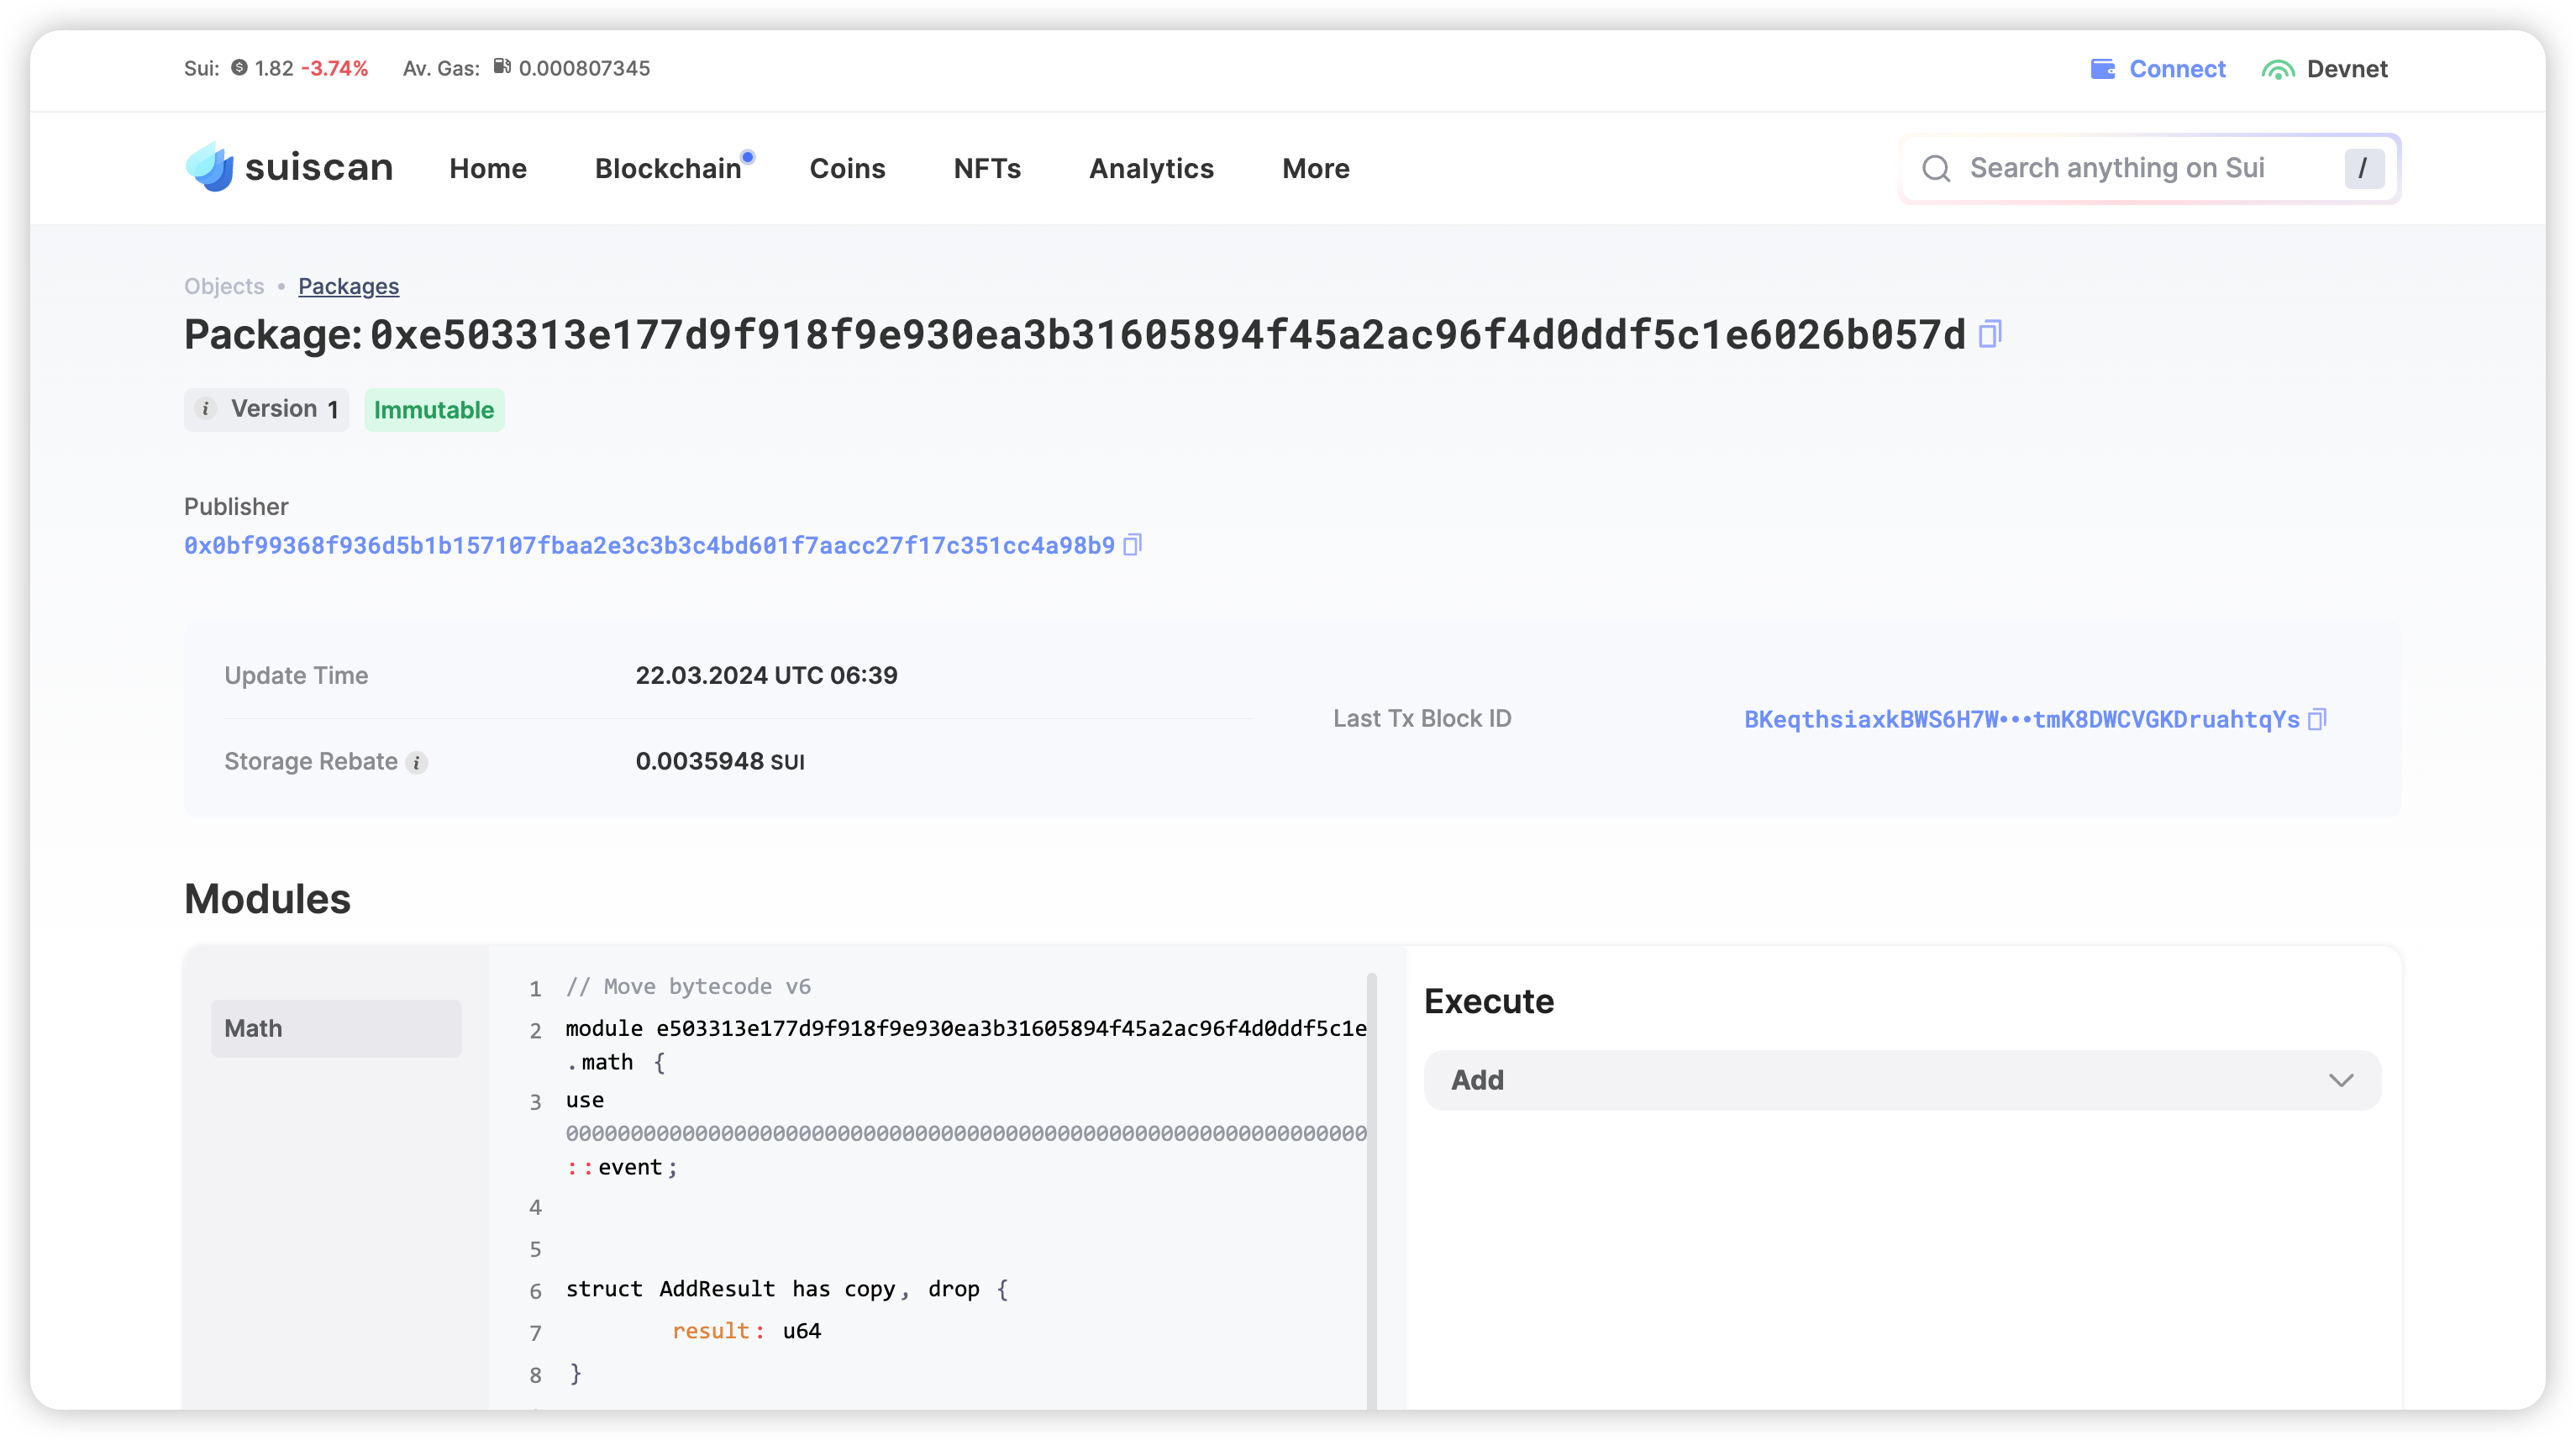 Sui: 1.82 -3.74% Av. Gas: 0.000807345 Connect Devnet
suiscan Home Blockchain Coins NFTs Analytics More Search anything on Sui /
Objects • Packages
Package: 0xe503313e177d9f918f9e930ea3b31605894f45a2ac96f4d0ddf5c1e6026b057d
i Version 1 Immutable
Publisher
0x0bf99368f936d5b1b157107fbaa2e3c3b3c4bd601f7aacc27f17c351cc4a98b9
Update Time 22.03.2024 UTC 06:39
Last Tx Block ID BKeqthsiaxkBWS6H7W•••tmK8DWCVGKDruahtqYs
Storage Rebate i 0.0035948 SUI
Modules
Math
1 // Move bytecode v6
2 module e503313e177d9f918f9e930ea3b31605894f45a2ac96f4d0ddf5c1e
.math {
3 use
00000000000000000000000000000000000000000000000000000000000000
::event;
4
5
6 struct AddResult has copy, drop {
7 result: u64
8 }
Execute
Add